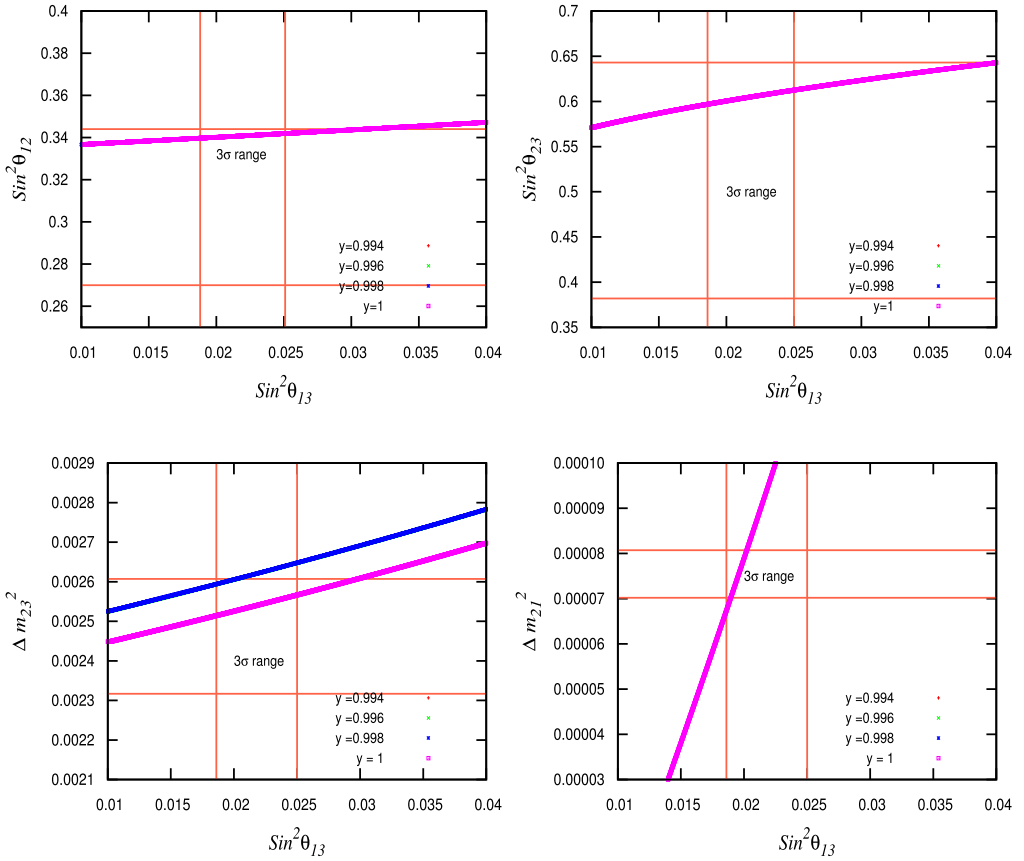 0.4
0.38
0.36
0.34
0.32
0.3
0.28
0.26
Sin²θ₁₂
3σ range
y=0.994
y=0.996
y=0.998
y=1
0.01 0.015 0.02 0.025 0.03 0.035 0.04
Sin²θ₁₃
0.7
0.65
0.6
0.55
0.5
0.45
0.4
0.35
Sin²θ₂₃
3σ range
y=0.994
y=0.996
y=0.998
y=1
0.01 0.015 0.02 0.025 0.03 0.035 0.04
Sin²θ₁₃
0.0029
0.0028
0.0027
0.0026
0.0025
0.0024
0.0023
0.0022
0.0021
Δ m₂₃²
3σ range
y =0.994
y =0.996
y =0.998
y = 1
0.01 0.015 0.02 0.025 0.03 0.035 0.04
Sin²θ₁₃
0.00010
0.00009
0.00008
0.00007
0.00006
0.00005
0.00004
0.00003
Δ m₂₁²
3σ range
y =0.994
y =0.996
y =0.998
y = 1
0.01 0.015 0.02 0.025 0.03 0.035 0.04
Sin²θ₁₃